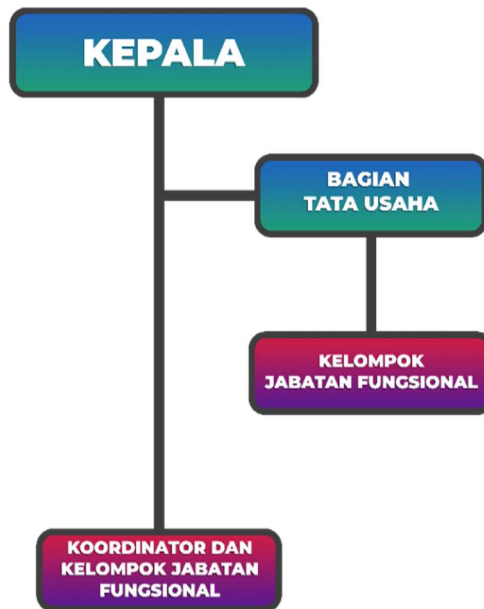 KEPALA
BAGIAN
TATA USAHA
KELOMPOK
JABATAN FUNGSIONAL
KOORDINATOR DAN
KELOMPOK JABATAN
FUNGSIONAL